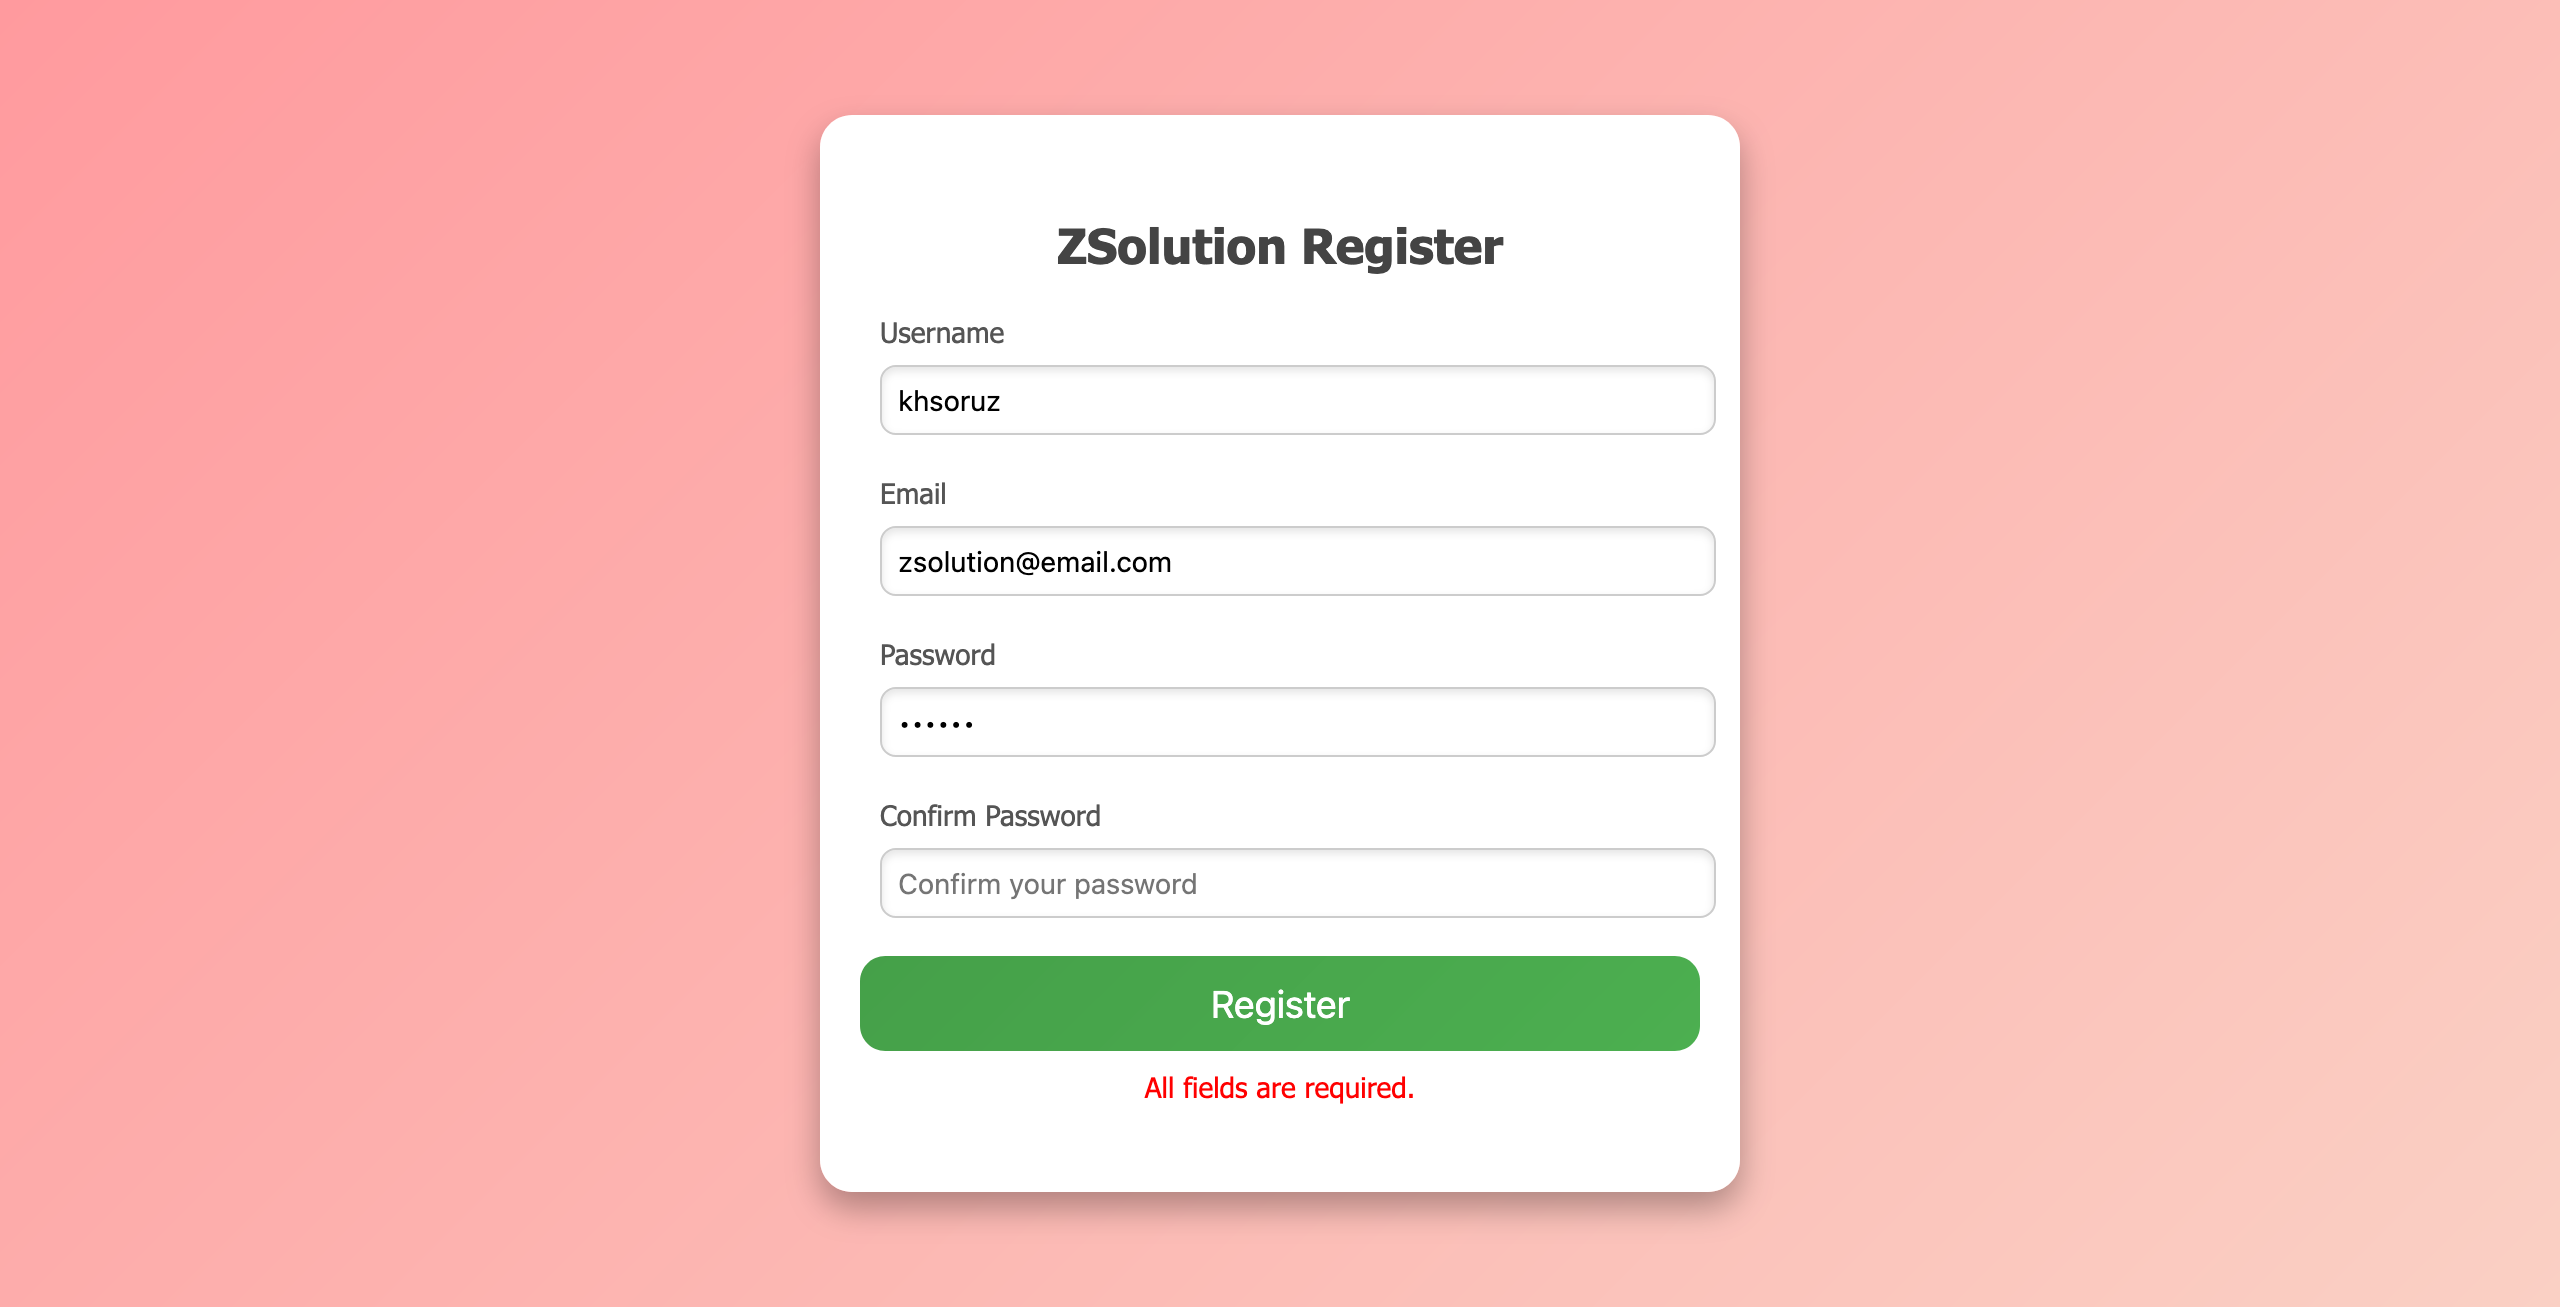 ZSolution Register
Username
khsoruz
Email
zsolution@email.com
Password
••••••
Confirm Password
Confirm your password
Register
All fields are required.